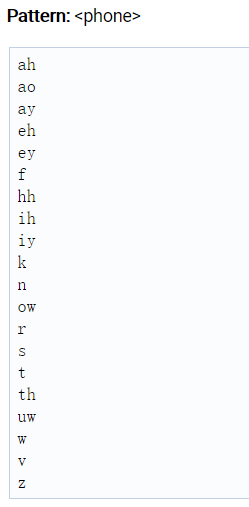 Pattern: <phone>
ah
ao
ay
eh
ey
f
hh
ih
iy
k
n
ow
r
s
t
th
uw
w
v
z